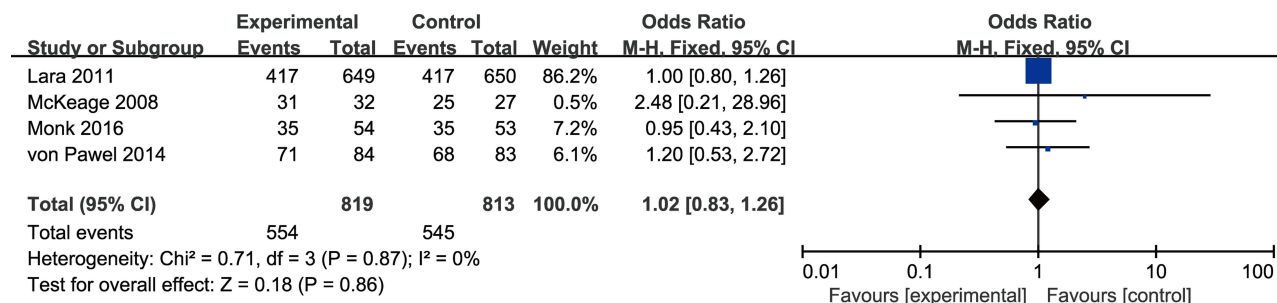 Experimental Control Odds Ratio Odds Ratio
Study or Subgroup Events Total Events Total Weight M-H, Fixed, 95% CI M-H, Fixed, 95% CI
Lara 2011 417 649 417 650 86.2% 1.00 [0.80, 1.26]
McKeage 2008 31 32 25 27 0.5% 2.48 [0.21, 28.96]
Monk 2016 35 54 35 53 7.2% 0.95 [0.43, 2.10]
von Pawel 2014 71 84 68 83 6.1% 1.20 [0.53, 2.72]
Total (95% CI) 819 813 100.0% 1.02 [0.83, 1.26]
Total events 554 545
Heterogeneity: Chi² = 0.71, df = 3 (P = 0.87); I² = 0%
Test for overall effect: Z = 0.18 (P = 0.86)
0.01 0.1 1 10 100
Favours [experimental] Favours [control]